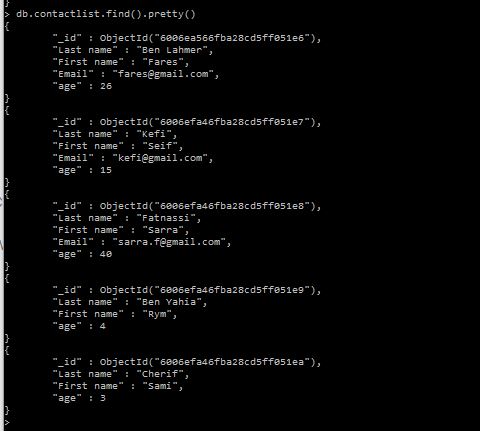 }
> db.contactlist.find().pretty()
{
"_id" : ObjectId("6006ea566fba28cd5ff051e6"),
"Last name" : "Ben Lahmer",
"First name" : "Fares",
"Email" : "fares@gmail.com",
"age" : 26
}
{
"_id" : ObjectId("6006efa46fba28cd5ff051e7"),
"Last name" : "Kefi",
"First name" : "Seif",
"Email" : "kefi@gmail.com",
"age" : 15
}
{
"_id" : ObjectId("6006efa46fba28cd5ff051e8"),
"Last name" : "Fatnassi",
"First name" : "Sarra",
"Email" : "sarra.f@gmail.com",
"age" : 40
}
{
"_id" : ObjectId("6006efa46fba28cd5ff051e9"),
"Last name" : "Ben Yahia",
"First name" : "Rym",
"age" : 4
}
{
"_id" : ObjectId("6006efa46fba28cd5ff051ea"),
"Last name" : "Cherif",
"First name" : "Sami",
"age" : 3
}
>